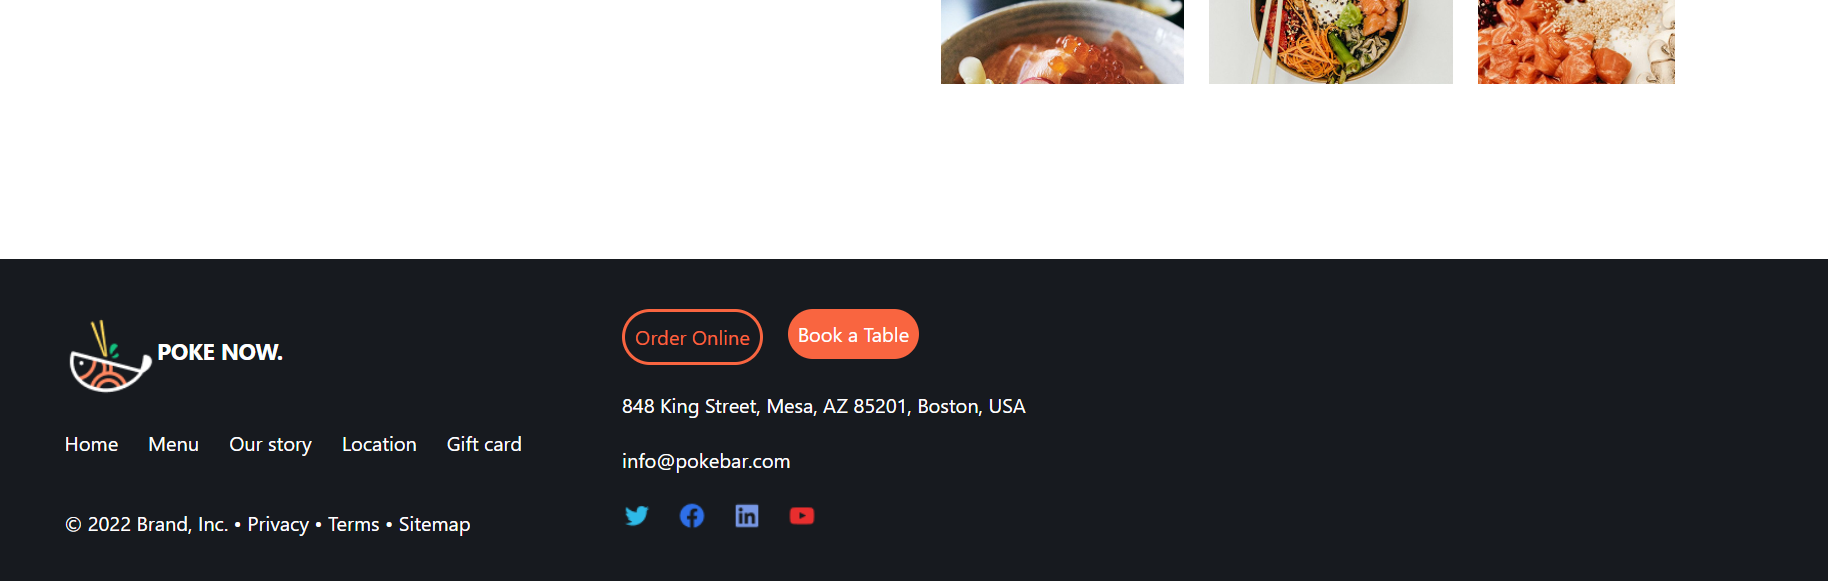 POKE NOW.
Home Menu Our story Location Gift card
© 2022 Brand, Inc. • Privacy • Terms • Sitemap
Order Online Book a Table
848 King Street, Mesa, AZ 85201, Boston, USA
info@pokebar.com